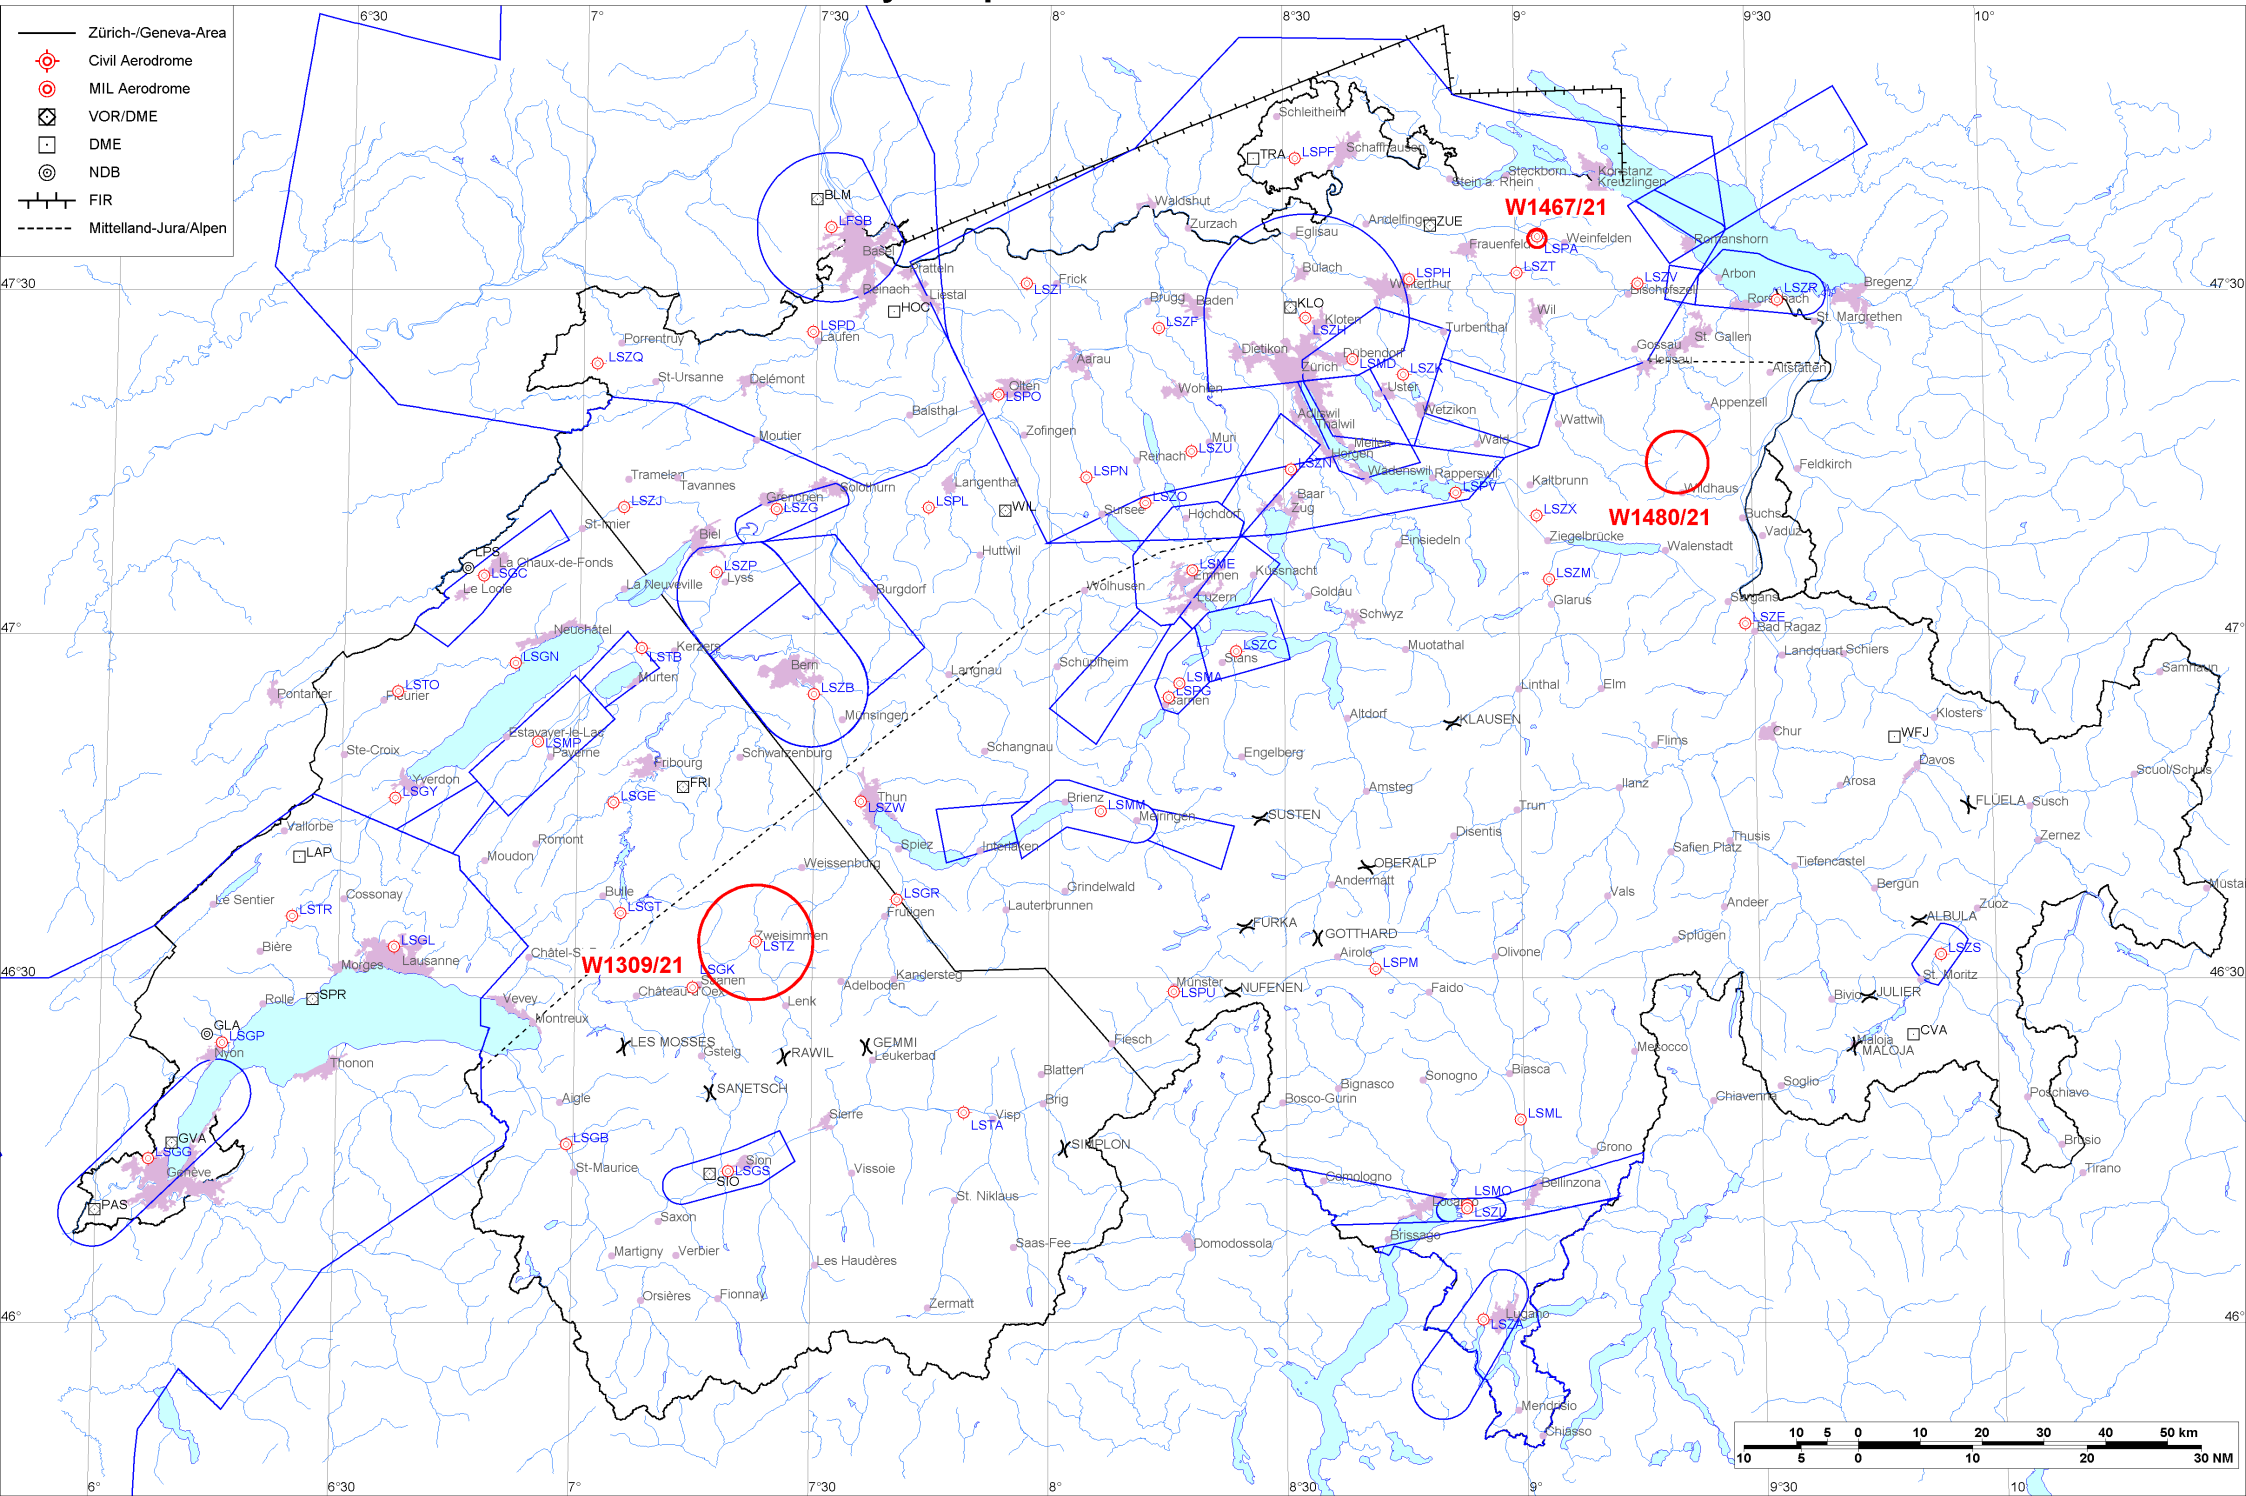 6°30
7°
7°30
8°
8°30
9°
9°30
10°
Zürich-/Geneva-Area
Civil Aerodrome
MIL Aerodrome
VOR/DME
DME
NDB
FIR
Mittelland-Jura/Alpen
Schleitheim
TRA
LSPF
Schaffhausen
Steckborn
Konstanz
Stein a. Rhein
Kreuzlingen
BLM
Waldshut
W1467/21
LFSB
Zurzach
Eglisau
Andelfingen
ZUE
Basel
Frauenfeld
LSPA
Weinfelden
Romanshorn
Pratteln
Bülach
LSPH
LSZT
Arbon
47°30
Reinach
Liestal
LSZI
Frick
Winterthur
LSZV
Bischofszell
LSZR
Bregenz
47°30
HOC
Brugg
Baden
KLO
Rorschach
LSPD
Laufen
LSZF
Kloten
LSZH
Turbenthal
Wil
St. Margrethen
Porrentruy
St. Gallen
LSZQ
Aarau
Dietikon
Zürich
Dübendorf
LSMD
Gossau
Herisau
St-Ursanne
Delémont
Olten
LSPO
Wohlen
LSZK
Uster
Altstätten
Balsthal
Adliswil
Thalwil
Wetzikon
Wattwil
Appenzell
Moutier
Zofingen
Muri
Meilen
Wald
Tramelan
Tavannes
Reinach
LSZU
Horgen
LSPN
LSZN
Wädenswil
Rapperswil
Feldkirch
Grenchen
Solothurn
Langenthal
LSPV
Kaltbrunn
Wildhaus
LSZJ
LSZG
LSPL
WIL
LSZO
Sursee
Baar
Zug
LSZX
W1480/21
Buchs
St-Imier
Biel
Hochdorf
Vaduz
LPS
La Chaux-de-Fonds
LSGC
Huttwil
Einsiedeln
Ziegelbrücke
Walenstadt
Le Locle
La Neuveville
LSZP
Lyss
Burgdorf
Wolhusen
LSME
Emmen
Küssnacht
LSZM
Luzern
Goldau
Schwyz
Glarus
Sargans
47°
Neuchâtel
LSZE
Bad Ragaz
47°
LSGN
LSTB
Kerzers
Muotathal
LSZC
Stans
Landquart
Schiers
Bern
Langnau
Schüpfheim
Samnaun
Pontarlier
LSTO
Fleurier
Murten
LSZB
LSMA
LSPG
Sarnen
Linthal
Elm
Münsingen
Altdorf
KLAUSEN
Klosters
Estavayer-le-Lac
LSMP
Payerne
Ste-Croix
Schwarzenburg
Schangnau
Engelberg
Flims
Chur
WFJ
Davos
Yverdon
LSGY
Fribourg
FRI
LSGE
Thun
LSZW
Brienz
LSMM
Meiringen
Amsteg
Ilanz
Arosa
Scuol/Schuls
FLÜELA
Susch
SUSTEN
Trun
Vallorbe
Romont
Spiez
Interlaken
Disentis
Thusis
Zernez
LAP
Moudon
Weissenburg
OBERALP
Safien Platz
Tiefencastel
Le Sentier
Cossonay
Bulle
LSGR
Grindelwald
Andermatt
Vals
Bergün
Müstair
LSTR
LSGT
Frutigen
Lauterbrunnen
FURKA
GOTTHARD
Andeer
Zuoz
ALBULA
Bière
LSGL
Châtel-S
Zweisimmen
LSTZ
Airolo
Olivone
Splügen
LSZS
Morges
Lausanne
W1309/21
LSGK
Saanen
LSPM
46°30
Rolle
SPR
Vevey
Château-d'Oex
Lenk
Adelboden
Kandersteg
Münster
LSPU
NUFENEN
Faido
St. Moritz
Bivio
JULIER
46°30
GLA
LSGP
Nyon
Montreux
LES MOSSES
Gsteig
RAWIL
GEMMI
Leukerbad
Fiesch
Mesocco
CVA
Maloja
MALOJA
Thonon
SANETSCH
Blatten
Bignasco
Sonogno
Biasca
Soglio
Aigle
Sierre
LSTA
Visp
Brig
Bosco-Gurin
LSML
Chiavenna
Poschiavo
GVA
LSGG
LSGB
SIMPLON
Grono
Brusio
Genève
St-Maurice
Sion
LSGS
SIO
Vissoie
Comologno
Tirano
PAS
St. Niklaus
LSMO
Bellinzona
Locarno
LSZL
Saxon
Martigny
Verbier
Saas-Fee
Domodossola
Brissago
Les Haudères
Orsières
Fionnay
Zermatt
46°
Lugano
LSZA
46°
Mendrisio
Chiasso
10 5 0 10 20 30 40 50 km
10 5 0 10 20 30 NM
6°
6°30
7°
7°30
8°
8°30
9°
9°30
10